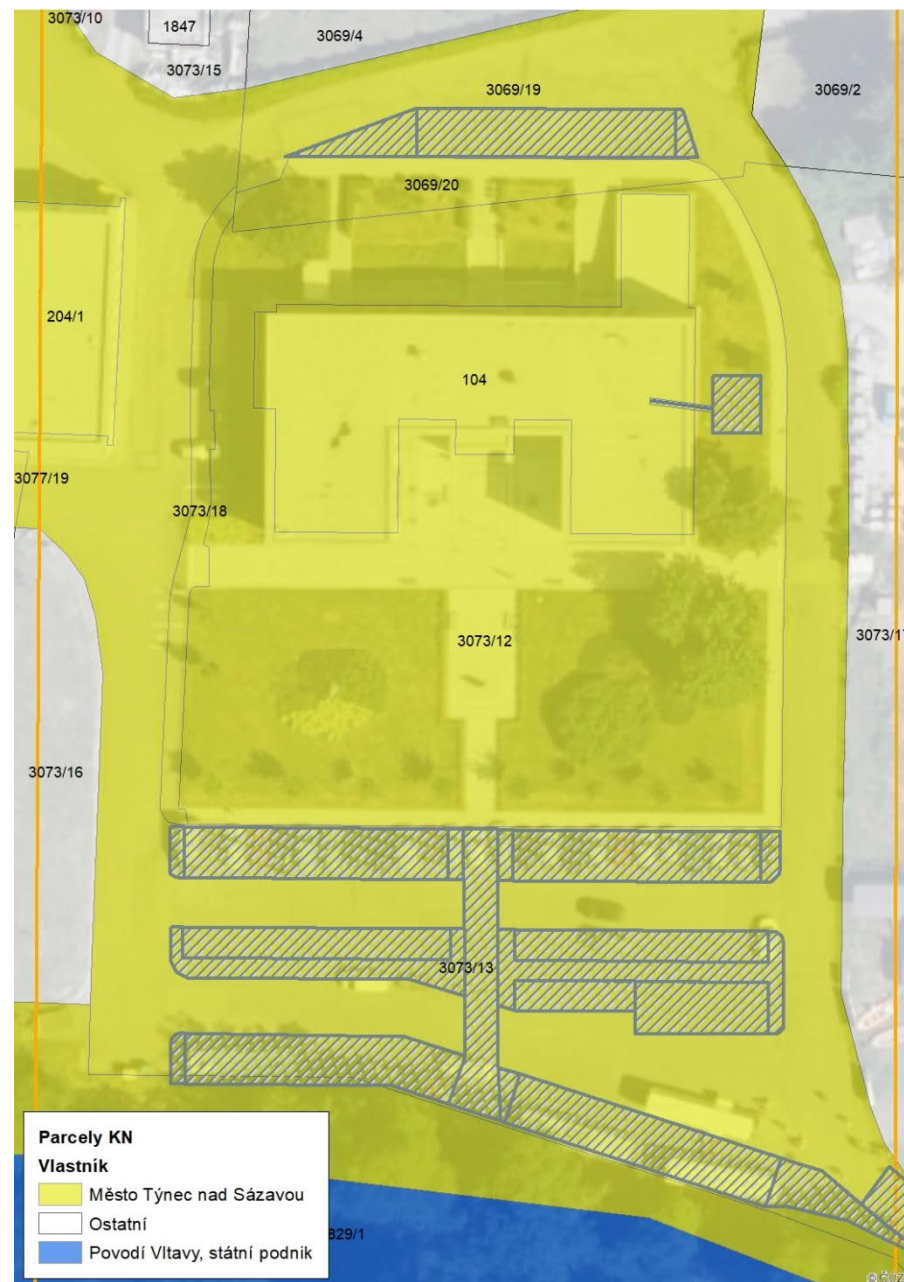 3073/10
1847
3069/4
3073/15
3069/19
3069/2
3069/20
204/1
104
3077/19
3073/18
3073/12
3073/17
3073/16
3073/13
Parcely KN
Vlastník
Město Týnec nad Sázavou
Ostatní
Povodí Vltavy, státní podnik
829/1
© ČÚZ